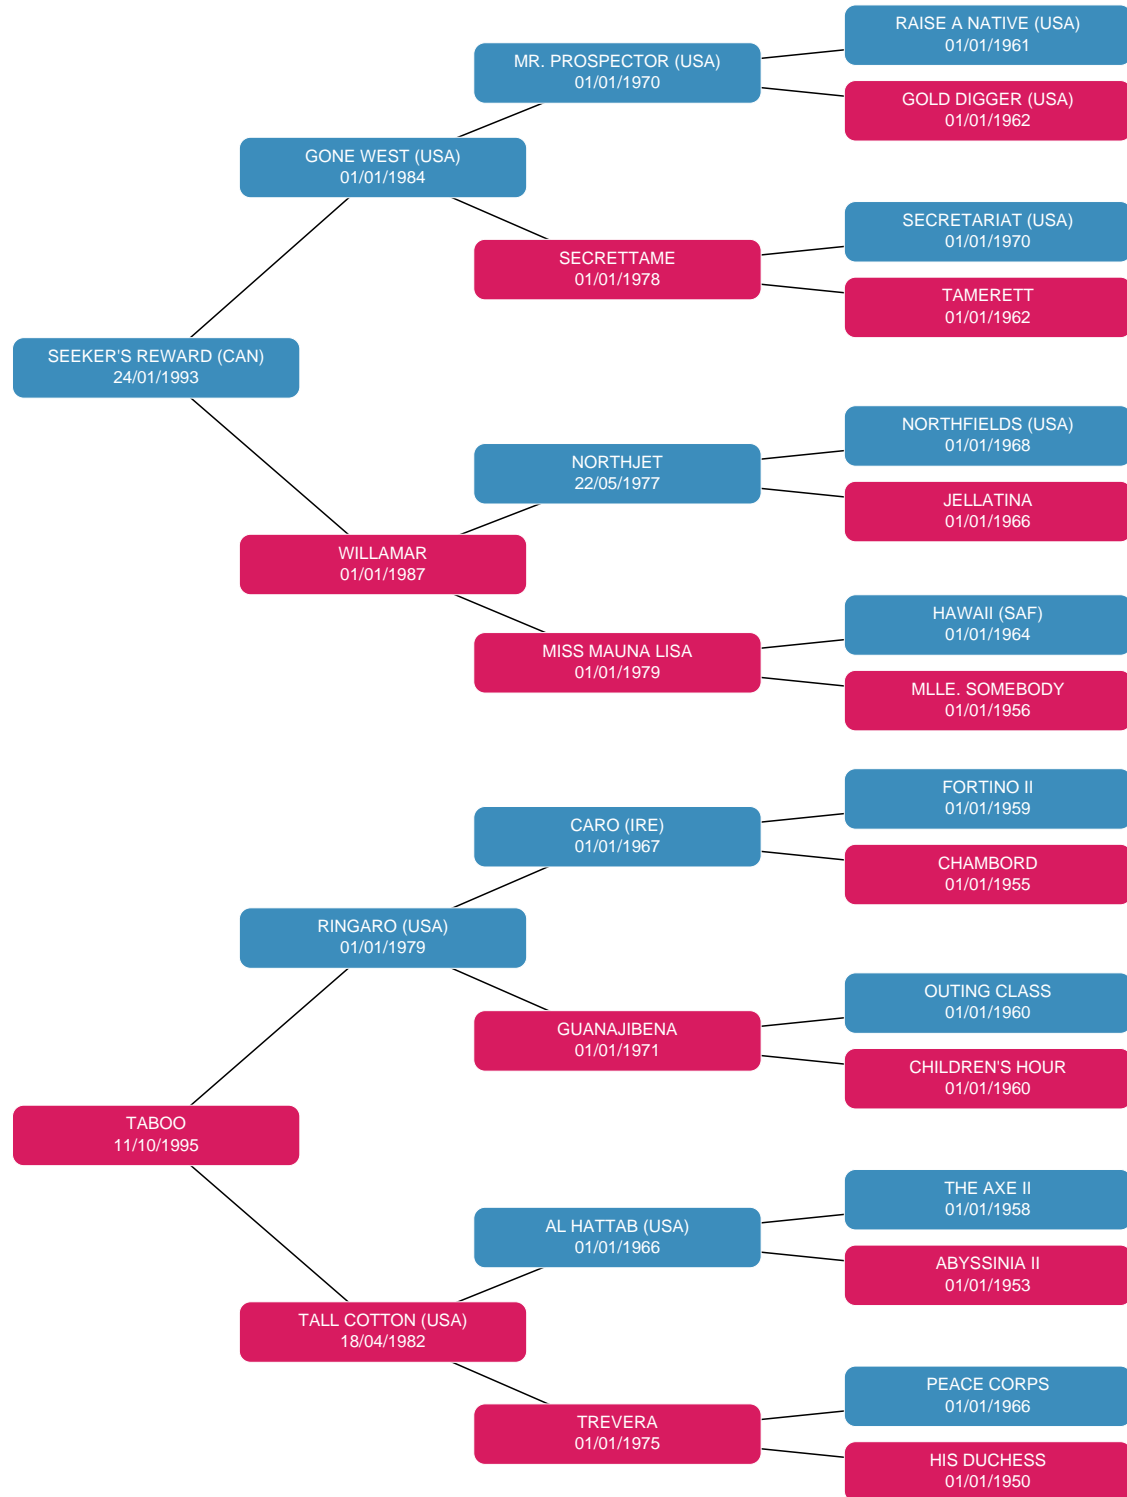 RAISE A NATIVE (USA)
01/01/1961
MR. PROSPECTOR (USA)
01/01/1970
GOLD DIGGER (USA)
01/01/1962
GONE WEST (USA)
01/01/1984
SECRETARIAT (USA)
01/01/1970
SECRETTAME
01/01/1978
TAMERETT
01/01/1962
SEEKER'S REWARD (CAN)
24/01/1993
NORTHFIELDS (USA)
01/01/1968
NORTHJET
22/05/1977
JELLATINA
01/01/1966
WILLAMAR
01/01/1987
HAWAII (SAF)
01/01/1964
MISS MAUNA LISA
01/01/1979
MLLE. SOMEBODY
01/01/1956
FORTINO II
01/01/1959
CARO (IRE)
01/01/1967
CHAMBORD
01/01/1955
RINGARO (USA)
01/01/1979
OUTING CLASS
01/01/1960
GUANAJIBENA
01/01/1971
CHILDREN'S HOUR
01/01/1960
TABOO
11/10/1995
THE AXE II
01/01/1958
AL HATTAB (USA)
01/01/1966
ABYSSINIA II
01/01/1953
TALL COTTON (USA)
18/04/1982
PEACE CORPS
01/01/1966
TREVERA
01/01/1975
HIS DUCHESS
01/01/1950